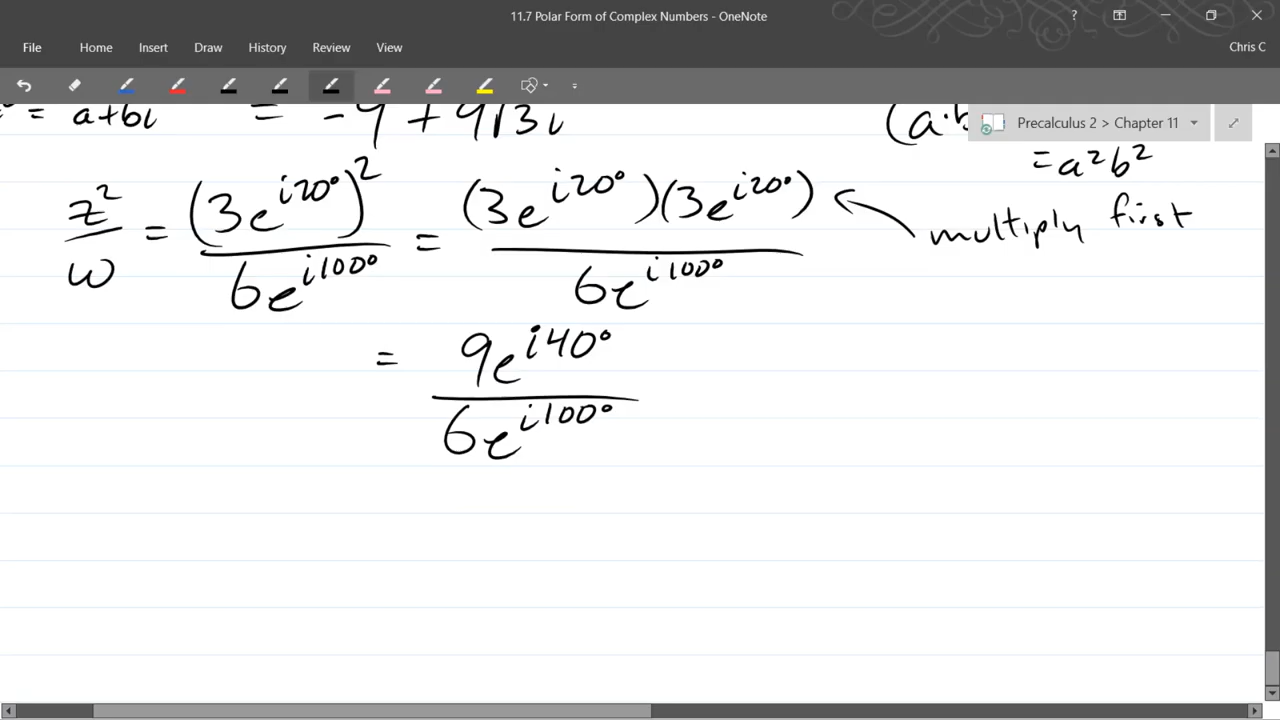 11.7 Polar Form of Complex Numbers - OneNote
File Home Insert Draw History Review View Chris C
= a+bi = -9 + 9√3i (a·b
Precalculus 2 > Chapter 11
= a²b²
z²/ω = (3e^{i20°})²/6e^{i100°} = (3e^{i20°})(3e^{i20°})/6e^{i100°} multiply first
= 9e^{i40°}/6e^{i100°}